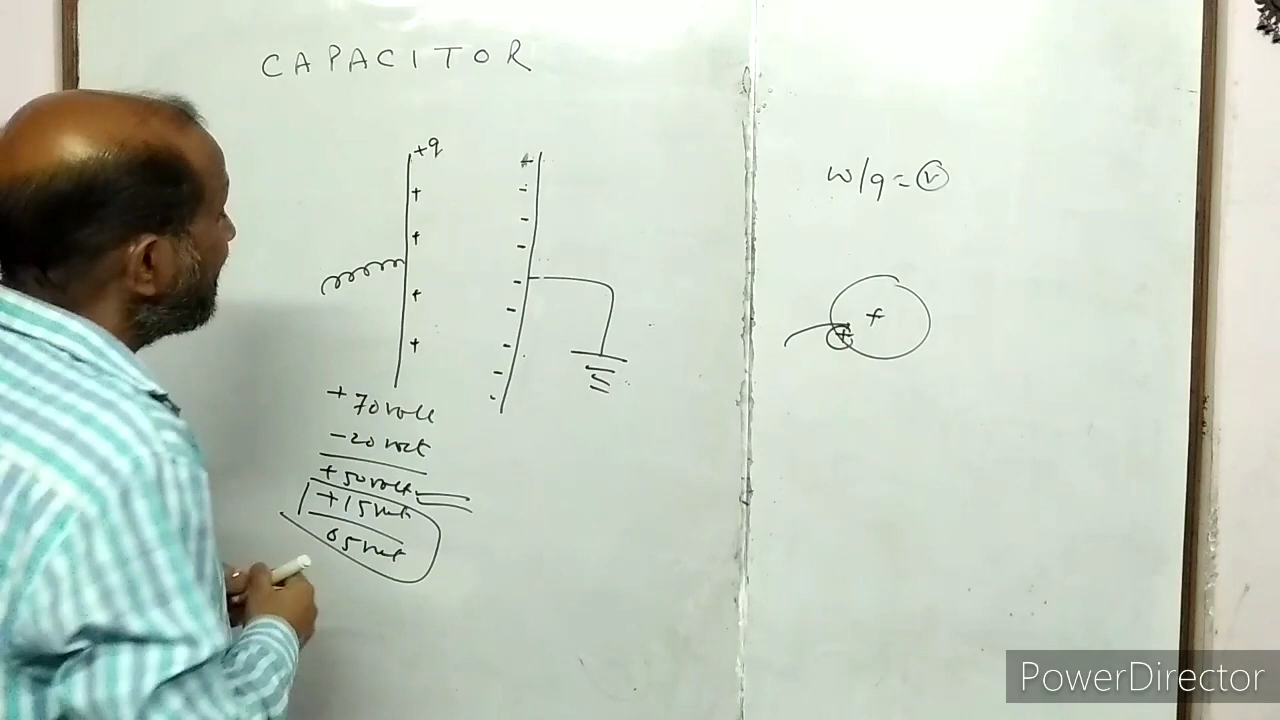 CAPACITOR
+q
+
+
+
+
+
-
-
-
-
-
-
-
-
+70 volt
-20 volt
+50 volt
+15 volt
65 volt
w/q = V
+
+
PowerDirector